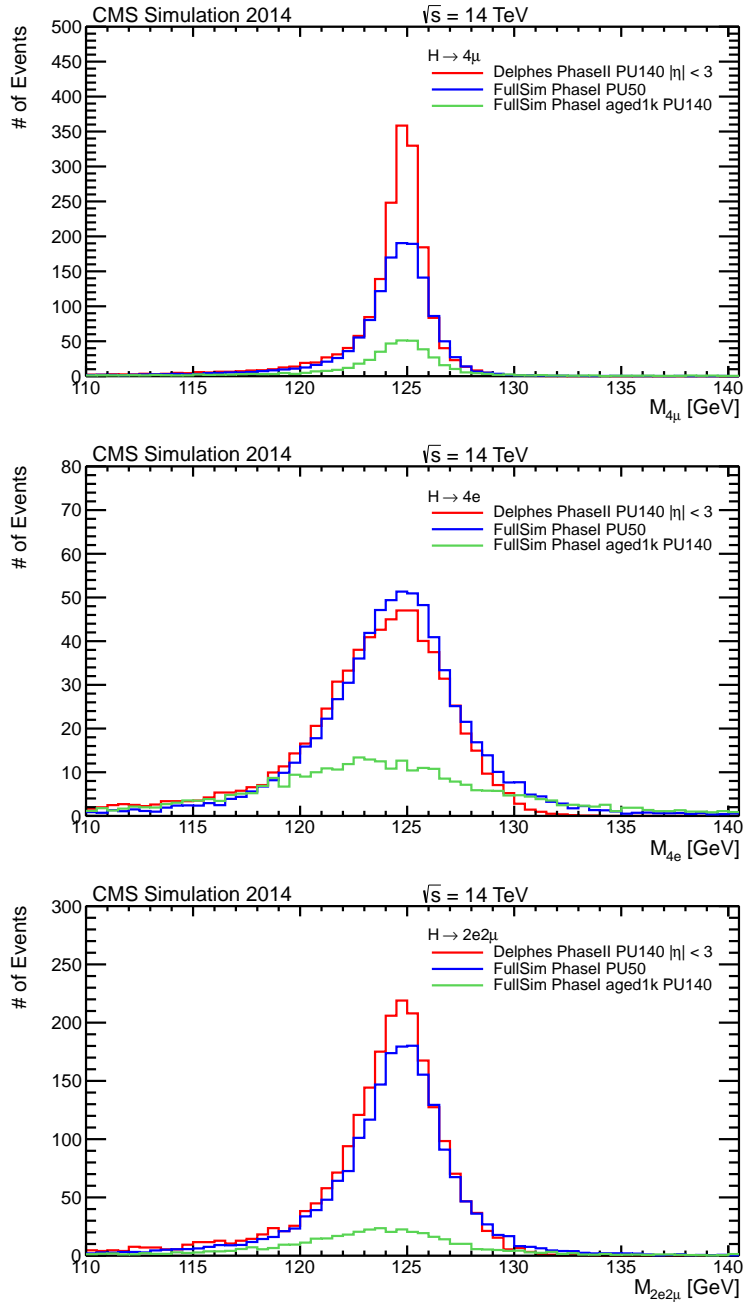 CMS Simulation 2014 √s = 14 TeV
# of Events
500
450
400
350
300
250
200
150
100
50
0
H → 4μ
Delphes PhaseII PU140 |η| < 3
FullSim PhaseI PU50
FullSim PhaseI aged1k PU140
110 115 120 125 130 135 140
M4μ [GeV]
CMS Simulation 2014 √s = 14 TeV
# of Events
80
70
60
50
40
30
20
10
0
H → 4e
Delphes PhaseII PU140 |η| < 3
FullSim PhaseI PU50
FullSim PhaseI aged1k PU140
110 115 120 125 130 135 140
M4e [GeV]
CMS Simulation 2014 √s = 14 TeV
# of Events
300
250
200
150
100
50
0
H → 2e2μ
Delphes PhaseII PU140 |η| < 3
FullSim PhaseI PU50
FullSim PhaseI aged1k PU140
110 115 120 125 130 135 140
M2e2μ [GeV]